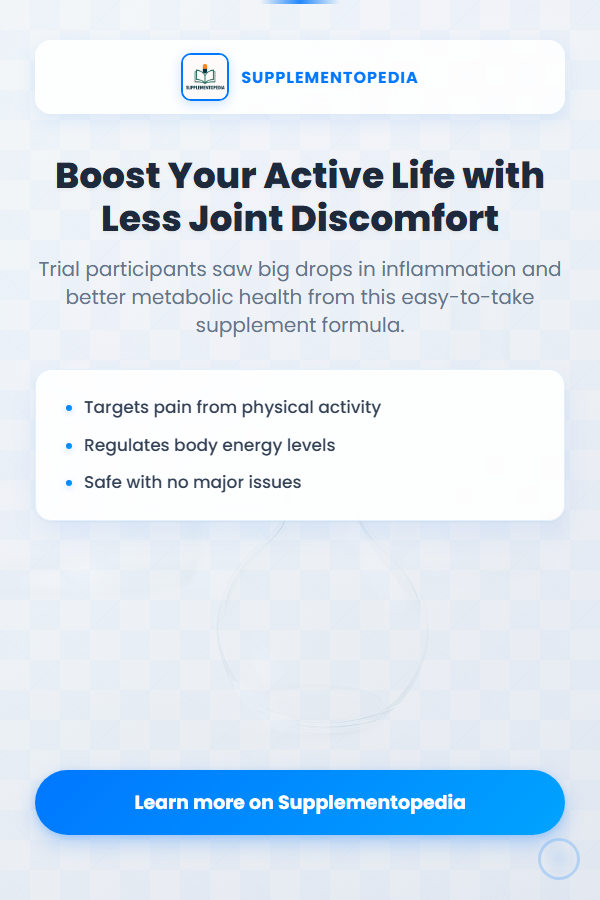 SUPPLEMENTOPEDIA
SUPPLEMENTOPEDIA
Boost Your Active Life with
Less Joint Discomfort
Trial participants saw big drops in inflammation and
better metabolic health from this easy-to-take
supplement formula.
Targets pain from physical activity
Regulates body energy levels
Safe with no major issues
Learn more on Supplementopedia